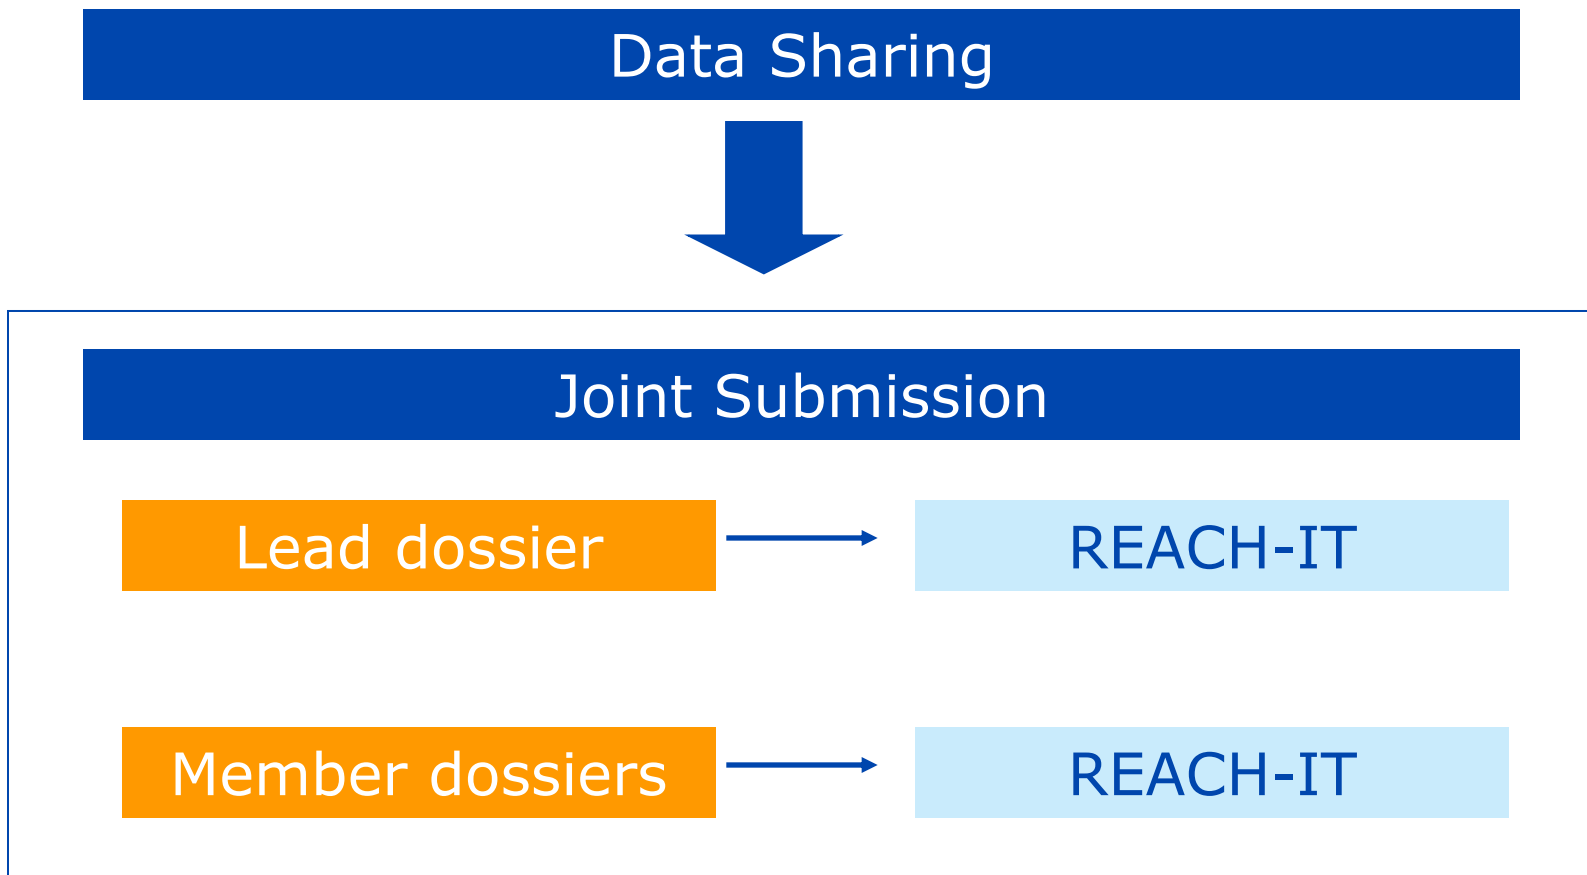 Data Sharing
Joint Submission
Lead dossier
REACH-IT
Member dossiers
REACH-IT